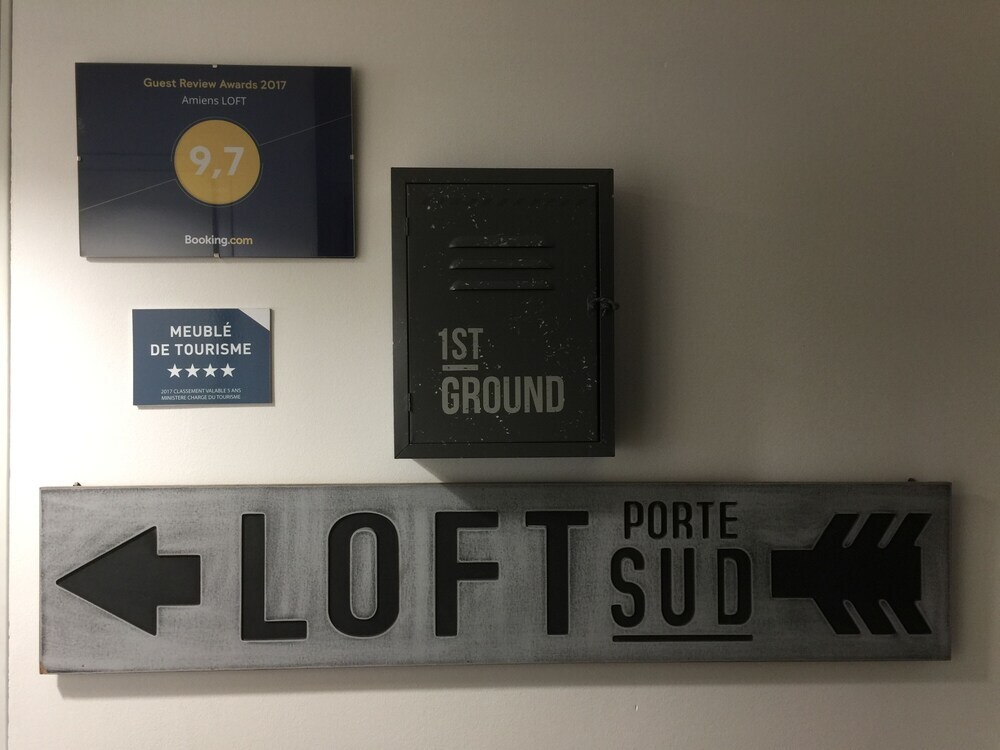 Guest Review Awards 2017
Amiens LOFT
9,7
Booking.com
MEUBLÉ
DE TOURISME
2017 CLASSEMENT VALABLE 5 ANS
MINISTERE CHARGE DU TOURISME
1ST
GROUND
LOFT PORTE
SUD